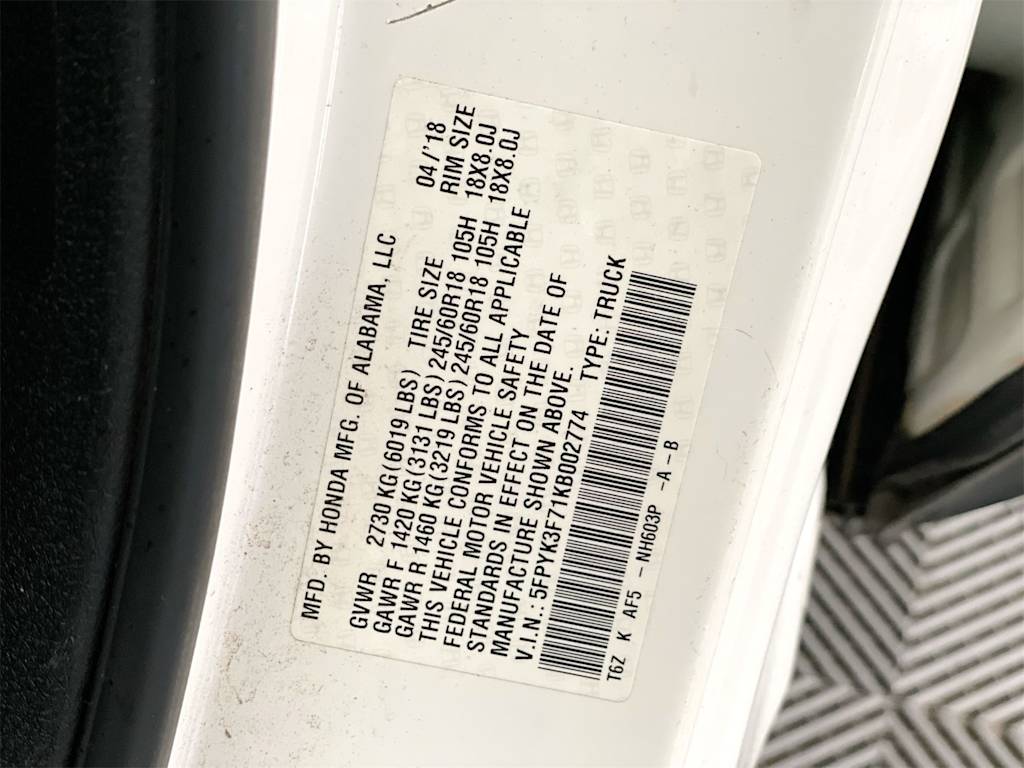 MFD. BY HONDA MFG. OF ALABAMA, LLC 04/'18
GVWR 2730 KG(6019 LBS) TIRE SIZE RIM SIZE
GAWR F 1420 KG(3131 LBS) 245/60R18 105H 18X8.0J
GAWR R 1460 KG(3219 LBS) 245/60R18 105H 18X8.0J
THIS VEHICLE CONFORMS TO ALL APPLICABLE
FEDERAL MOTOR VEHICLE SAFETY
STANDARDS IN EFFECT ON THE DATE OF
MANUFACTURE SHOWN ABOVE.
V.I.N.: 5FPYK3F71KB002774 TYPE: TRUCK
T6Z K AF5 -NH603P -A-B